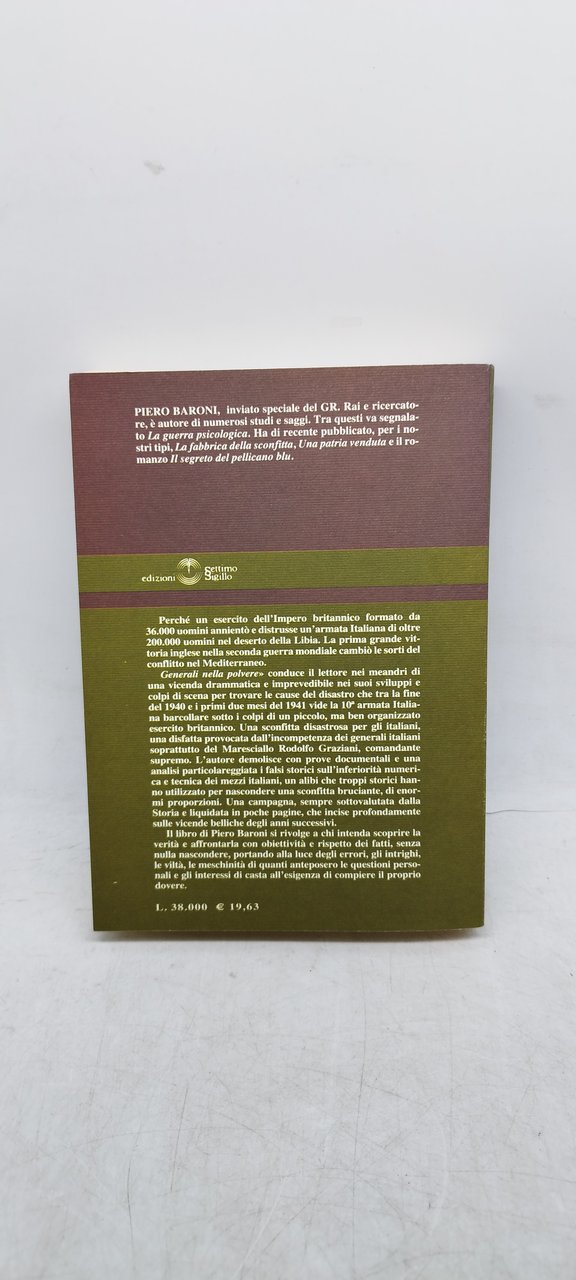 PIERO BARONI, inviato speciale del GR. Rai e ricercato-
re, è autore di numerosi studi e saggi. Tra questi va segnala-
to La guerra psicologica. Ha di recente pubblicato, per i no-
stri tipi, La fabbrica della sconfitta, Una patria venduta e il ro-
manzo Il segreto del pellicano blu.
edizioni Settimo
Sigillo
Perché un esercito dell'Impero britannico formato da
36.000 uomini annientò e distrusse un'armata Italiana di oltre
200.000 uomini nel deserto della Libia. La prima grande vit-
toria inglese nella seconda guerra mondiale cambiò le sorti del
conflitto nel Mediterraneo.
Generali nella polvere» conduce il lettore nei meandri di
una vicenda drammatica e imprevedibile nei suoi sviluppi e
colpi di scena per trovare le cause del disastro che tra la fine
del 1940 e i primi due mesi del 1941 vide la 10ª armata Italia-
na barcollare sotto i colpi di un piccolo, ma ben organizzato
esercito britannico. Una sconfitta disastrosa per gli italiani,
una disfatta provocata dall'incompetenza dei generali italiani
soprattutto del Maresciallo Rodolfo Graziani, comandante
supremo. L'autore demolisce con prove documentali e una
analisi particolareggiata i falsi storici sull'inferiorità numeri-
ca e tecnica dei mezzi italiani, un alibi che troppi storici han-
no utilizzato per nascondere una sconfitta bruciante, di enor-
mi proporzioni. Una campagna, sempre sottovalutata dalla
Storia e liquidata in poche pagine, che incise profondamente
sulle vicende belliche degli anni successivi.
Il libro di Piero Baroni si rivolge a chi intenda scoprire la
verità e affrontarla con obiettività e rispetto dei fatti, senza
nulla nascondere, portando alla luce degli errori, gli intrighi,
le viltà, le meschinità di quanti anteposero le questioni perso-
nali e gli interessi di casta all'esigenza di compiere il proprio
dovere.
L. 38.000 € 19,63